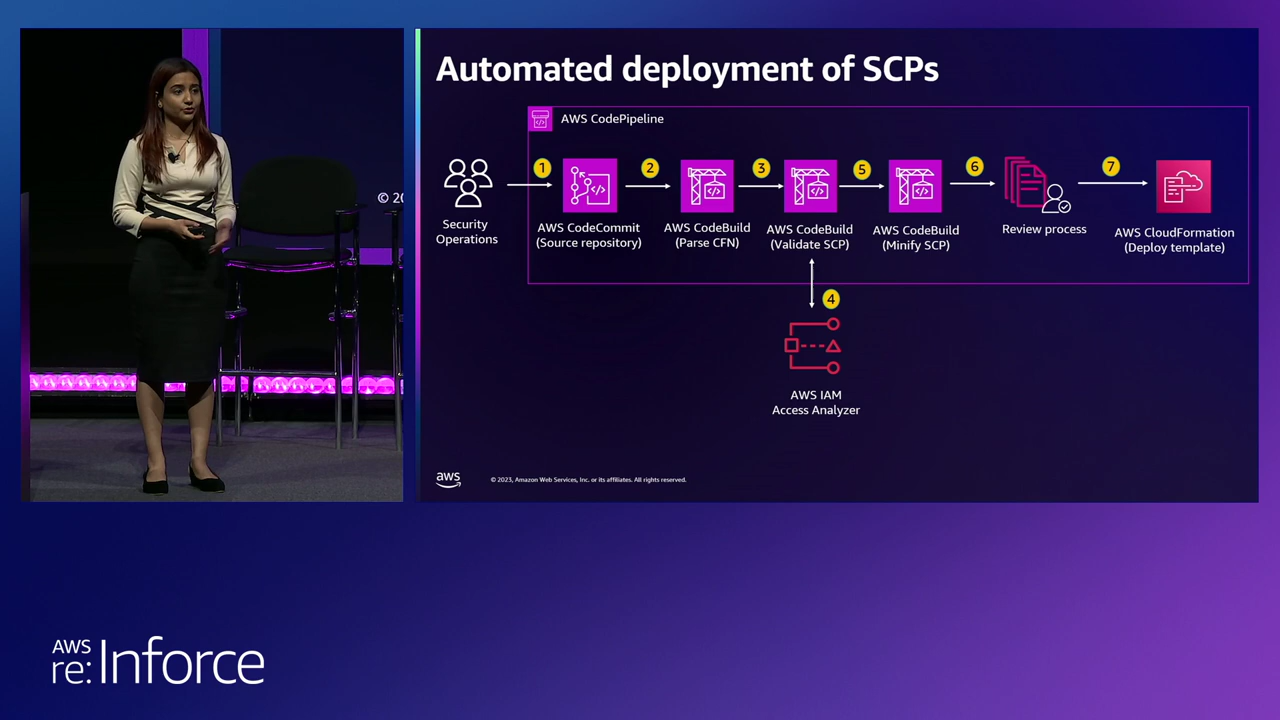 Automated deployment of SCPs
AWS CodePipeline
1
2
3
5
6
7
Security
Operations
AWS CodeCommit
(Source repository)
AWS CodeBuild
(Parse CFN)
AWS CodeBuild
(Validate SCP)
AWS CodeBuild
(Minify SCP)
Review process
AWS CloudFormation
(Deploy template)
4
AWS IAM
Access Analyzer
aws
© 2023, Amazon Web Services, Inc. or its affiliates. All rights reserved.
© 20
AWS
re:Inforce